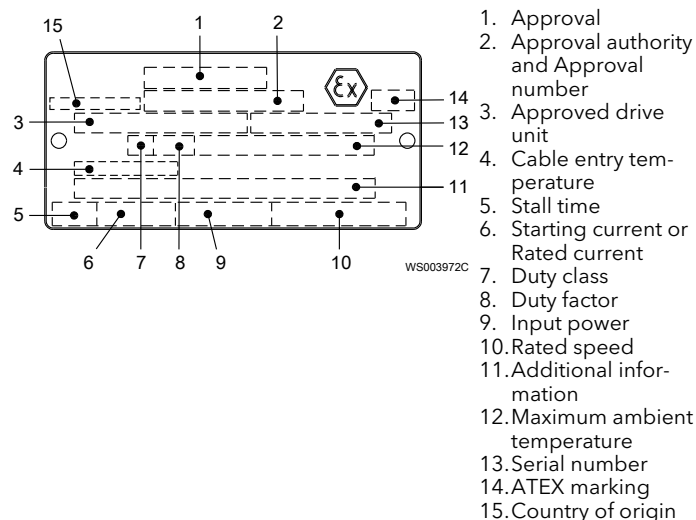 15
1
2
εx
14
3
13
12
4
11
5
6
7
8
9
10
WS003972C
1. Approval
2. Approval authority
and Approval
number
3. Approved drive
unit
4. Cable entry tem-
perature
5. Stall time
6. Starting current or
Rated current
7. Duty class
8. Duty factor
9. Input power
10.Rated speed
11.Additional infor-
mation
12.Maximum ambient
temperature
13.Serial number
14.ATEX marking
15.Country of origin